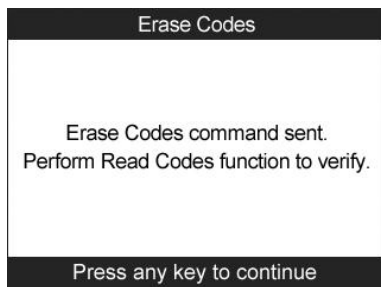 Erase Codes
Erase Codes command sent.
Perform Read Codes function to verify.
Press any key to continue